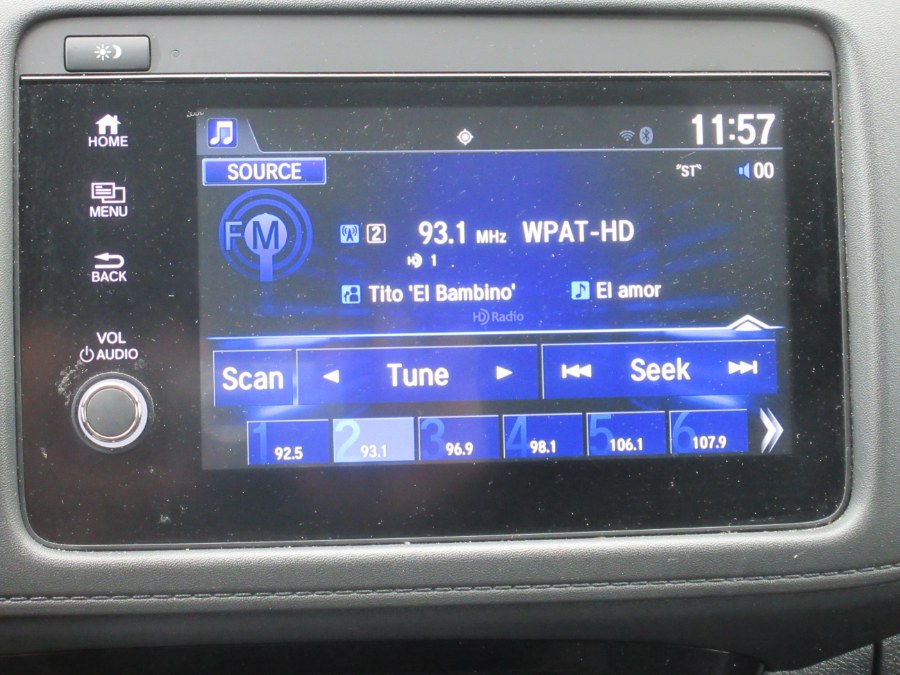 11:57
HOME
SOURCE
"ST" 00
MENU
FM 2 93.1 MHz WPAT-HD
HD 1
BACK
Tito 'El Bambino' El amor
HD Radio
VOL
AUDIO
Scan Tune Seek
1 92.5 2 93.1 3 96.9 4 98.1 5 106.1 6 107.9